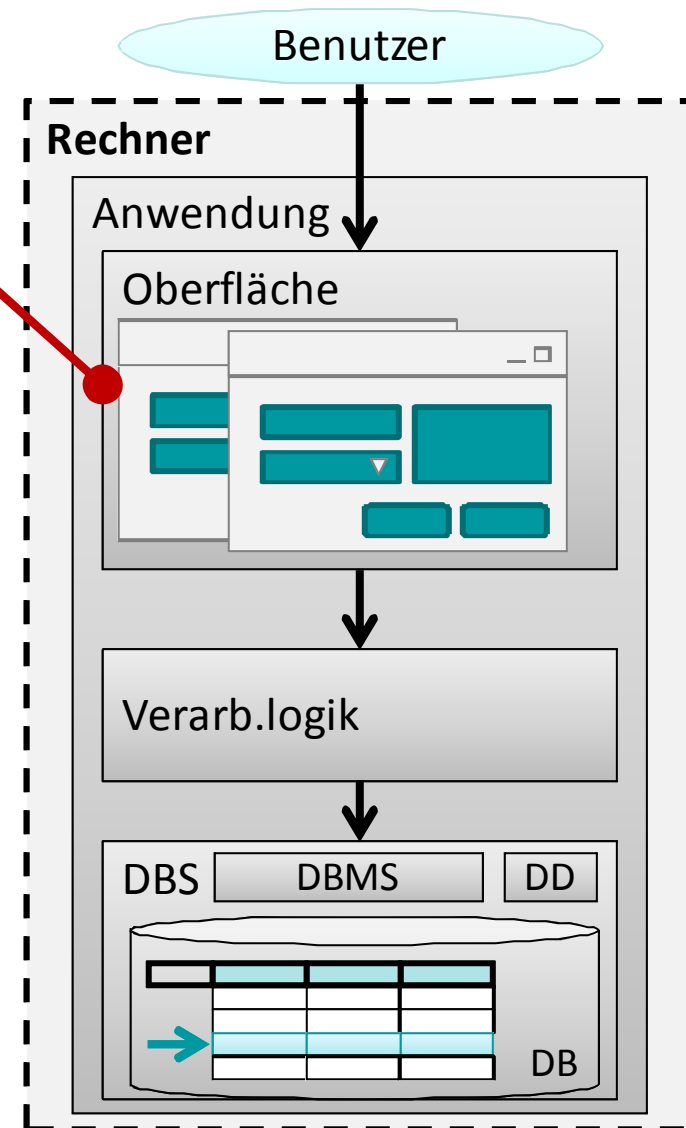 Benutzer
Rechner
Anwendung
Oberfläche
Verarb.logik
DBS DBMS DD
DB